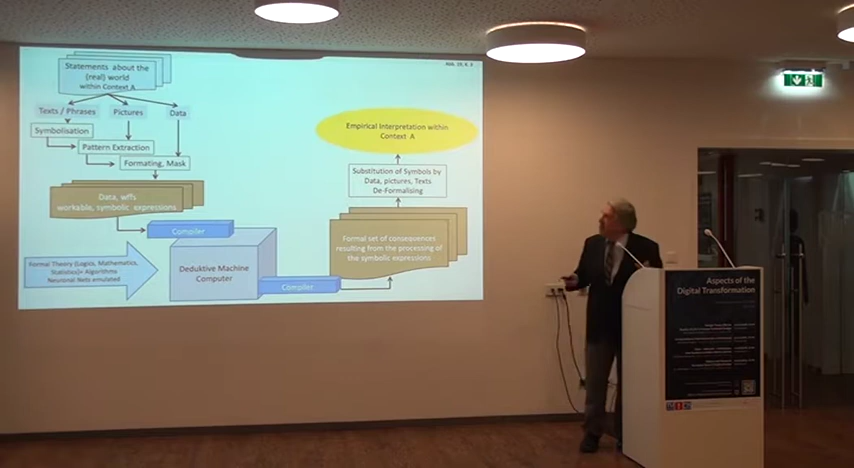 Statements about the
(real) world
within Context A
Texts / Phrases
Pictures
Data
Symbolisation
Pattern Extraction
Formating, Mask
Data, wffs
workable, symbolic expressions
Compiler
Formal Theory (Logics, Mathematics,
Statistics)= Algorithms
Neuronal Nets emulated
Deduktive Machine
Computer
Compiler
Formal set of consequences
resulting from the processing of
the symbolic expressions
Substitution of Symbols by
Data, pictures, Texts
De-Formalising
Empirical Interpretation within
Context A
Aspects of the
Digital Transformation